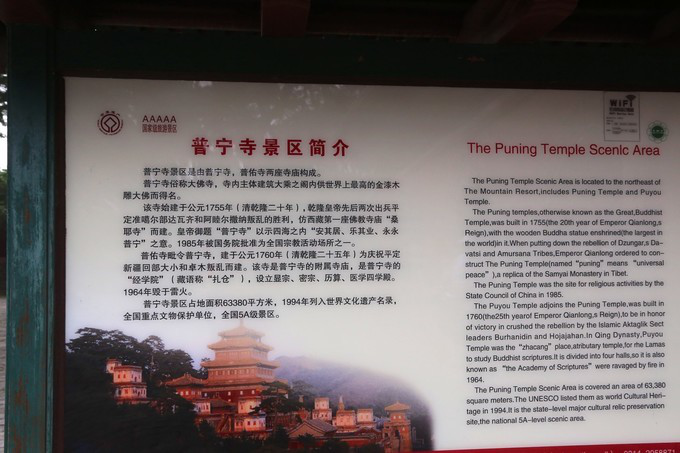 AAAAA
国家级旅游景区
普宁寺景区简介
普宁寺景区是由普宁寺，普佑寺两座寺庙构成。
普宁寺俗称大佛寺，寺内主体建筑大乘之阁内供世界上最高的金漆木
雕大佛而得名。
该寺始建于公元1755年（清乾隆二十年），乾隆皇帝先后两次出兵平
定准噶尔部达瓦齐和阿睦尔撒纳叛乱的胜利，仿西藏第一座佛教寺庙“桑
耶寺”而建。皇帝御题“普宁寺”以示四海之内“安其居、乐其业、永永
普宁”之意。1985年被国务院批准为全国宗教活动场所之一。
普佑寺毗令普宁寺，建于公元1760年（清乾隆二十五年）为庆祝平定
新疆回部大小和卓木叛乱而建。该寺是普宁寺的附属寺庙，是普宁寺的
“经学院”（藏语称“扎仓”），设立显宗、密宗、历算、医学四学殿。
1964年毁于雷火。
普宁寺景区占地面积63380平方米，1994年列入世界文化遗产名录，
全国重点文物保护单位，全国5A级景区。
WiFi
The Puning Temple Scenic Area
The Puning Temple Scenic Area is located to the northeast of
The Mountain Resort,includes Puning Temple and Puyou
Temple.
The Puning temples,otherwise known as the Great,Buddhist
Temple,was built in 1755(the 20th year of Emperor Qianlong,s
Reign),with the wooden Buddha statue enshrined(the largest in
the world)in it.When putting down the rebellion of Dzungar,s Da-
vatsi and Amursana Tribes,Emperor Qianlong ordered to con-
struct The Puning Temple(named “puning” means “universal
peace”),a replica of the Samyai Monastery in Tibet.
The Puning Temple was the site for religious activities by the
State Council of China in 1985.
The Puyou Temple adjoins the Puning Temple,was built in
1760(the25th yearof Emperor Qianlong,s Reign),to be in honor
of victory in crushed the rebellion by the Islamic Aktaglik Sect
leaders Burhanidin and Hojajahan.In Qing Dynasty,Puyou
Temple was the “zhacang” place,atributary temple,for rhe Lamas
to study Buddhist scriptures.It is divided into four halls,so it is also
known as “the Academy of Scriptures” were ravaged by fire in
1964.
The Puning Temple Scenic Area is covered an area of 63,380
square meters.The UNESCO listed them as world Cultural Heri-
tage in 1994.It is the state-level major cultural relic preservation
site,the national 5A-level scenic area.